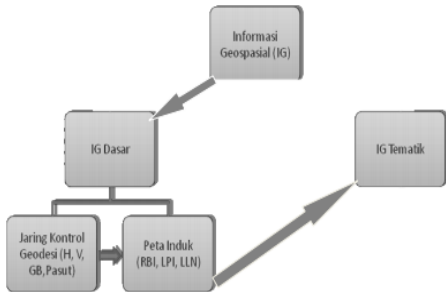 Informasi
Geospasial (IG)
IG Dasar
IG Tematik
Jaring Kontrol
Geodesi (H, V,
GB,Pasut)
Peta Induk
(RBI, LPI, LLN)